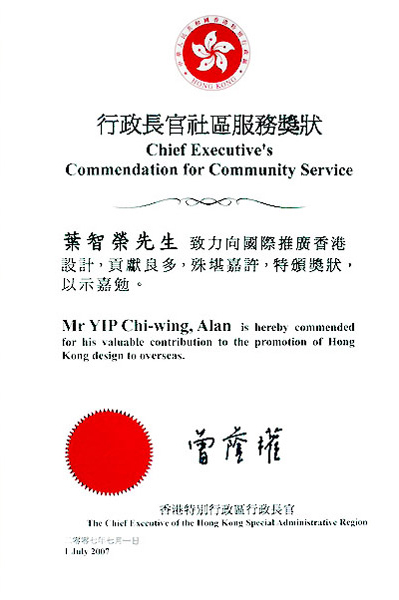 中華人民共和國香港特別行政區
HONG KONG
行政長官社區服務獎狀
Chief Executive's
Commendation for Community Service
葉智榮先生 致力向國際推廣香港
設計，貢獻良多，殊堪嘉許，特頒獎狀，
以示嘉勉。
Mr YIP Chi-wing, Alan is hereby commended
for his valuable contribution to the promotion of Hong
Kong design to overseas.
曾蔭權
香港特別行政區行政長官
The Chief Executive of the Hong Kong Special Administrative Region
二零零七年七月一日
1 July 2007